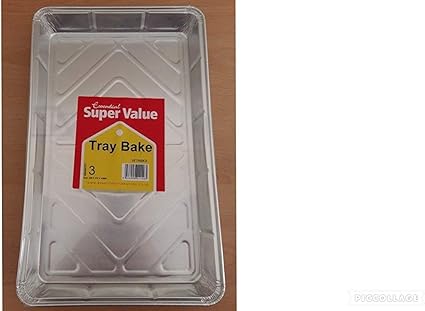 Essential
Super Value
Tray Bake
3
PICCOLLAGE